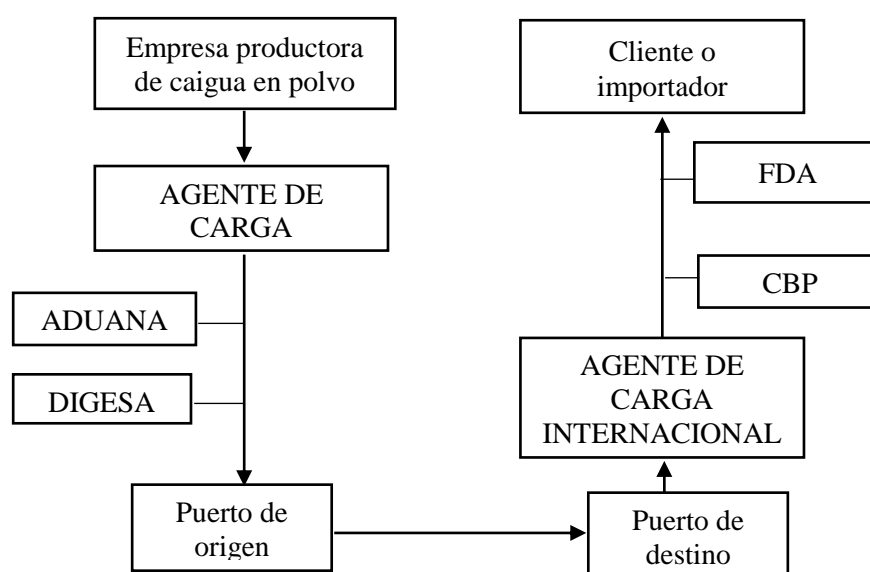 Empresa productora
de caigua en polvo
AGENTE DE
CARGA
ADUANA
DIGESA
Puerto de
origen
Puerto de
destino
AGENTE DE
CARGA
INTERNACIONAL
CBP
FDA
Cliente o
importador